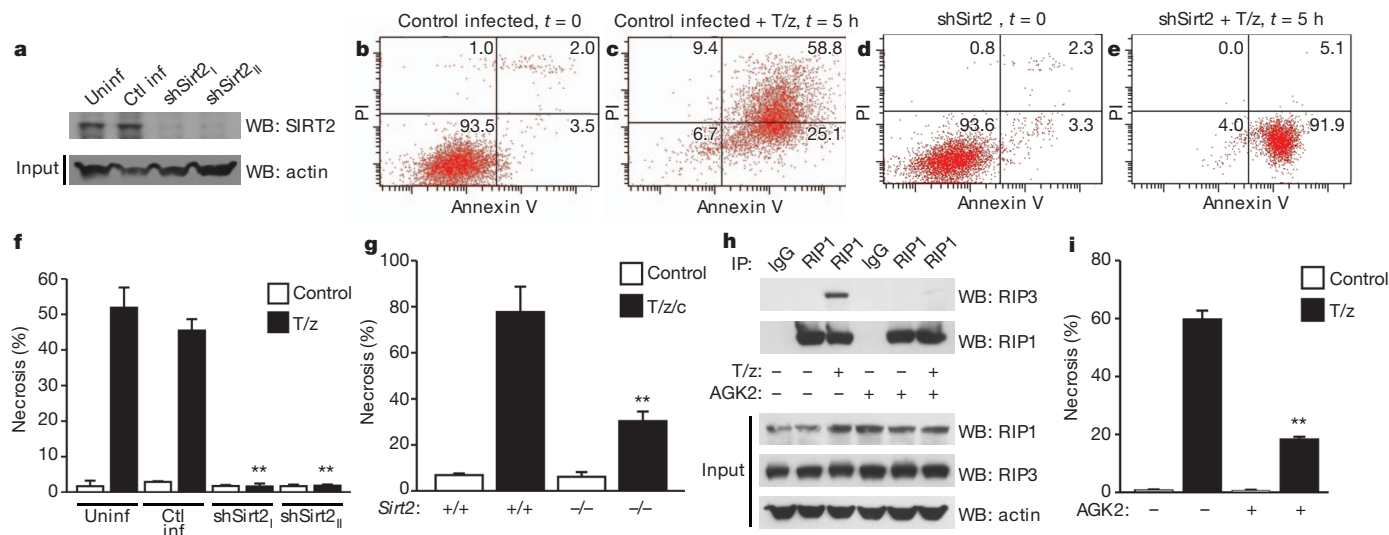 a
Uninf
Ctl inf
shSirt2I
shSirt2II
WB: SIRT2
Input
WB: actin
b
Control infected, t = 0
1.0
2.0
93.5
3.5
PI
Annexin V
c
Control infected + T/z, t = 5 h
9.4
58.8
6.7
25.1
PI
Annexin V
d
shSirt2 , t = 0
0.8
2.3
93.6
3.3
PI
Annexin V
e
shSirt2 + T/z, t = 5 h
0.0
5.1
4.0
91.9
PI
Annexin V
f
Necrosis (%)
60
50
40
30
20
10
0
Control
T/z
**
**
Uninf
Ctl
inf
shSirt2I
shSirt2II
g
Necrosis (%)
100
80
60
40
20
0
Control
T/z/c
**
Sirt2: +/+ +/+ –/– –/–
h
IP: IgG RIP1 RIP1 IgG RIP1 RIP1
WB: RIP3
WB: RIP1
T/z: – – + – – +
AGK2: – – – + + +
Input
WB: RIP1
WB: RIP3
WB: actin
i
Necrosis (%)
80
60
40
20
0
Control
T/z
**
AGK2: – – + +